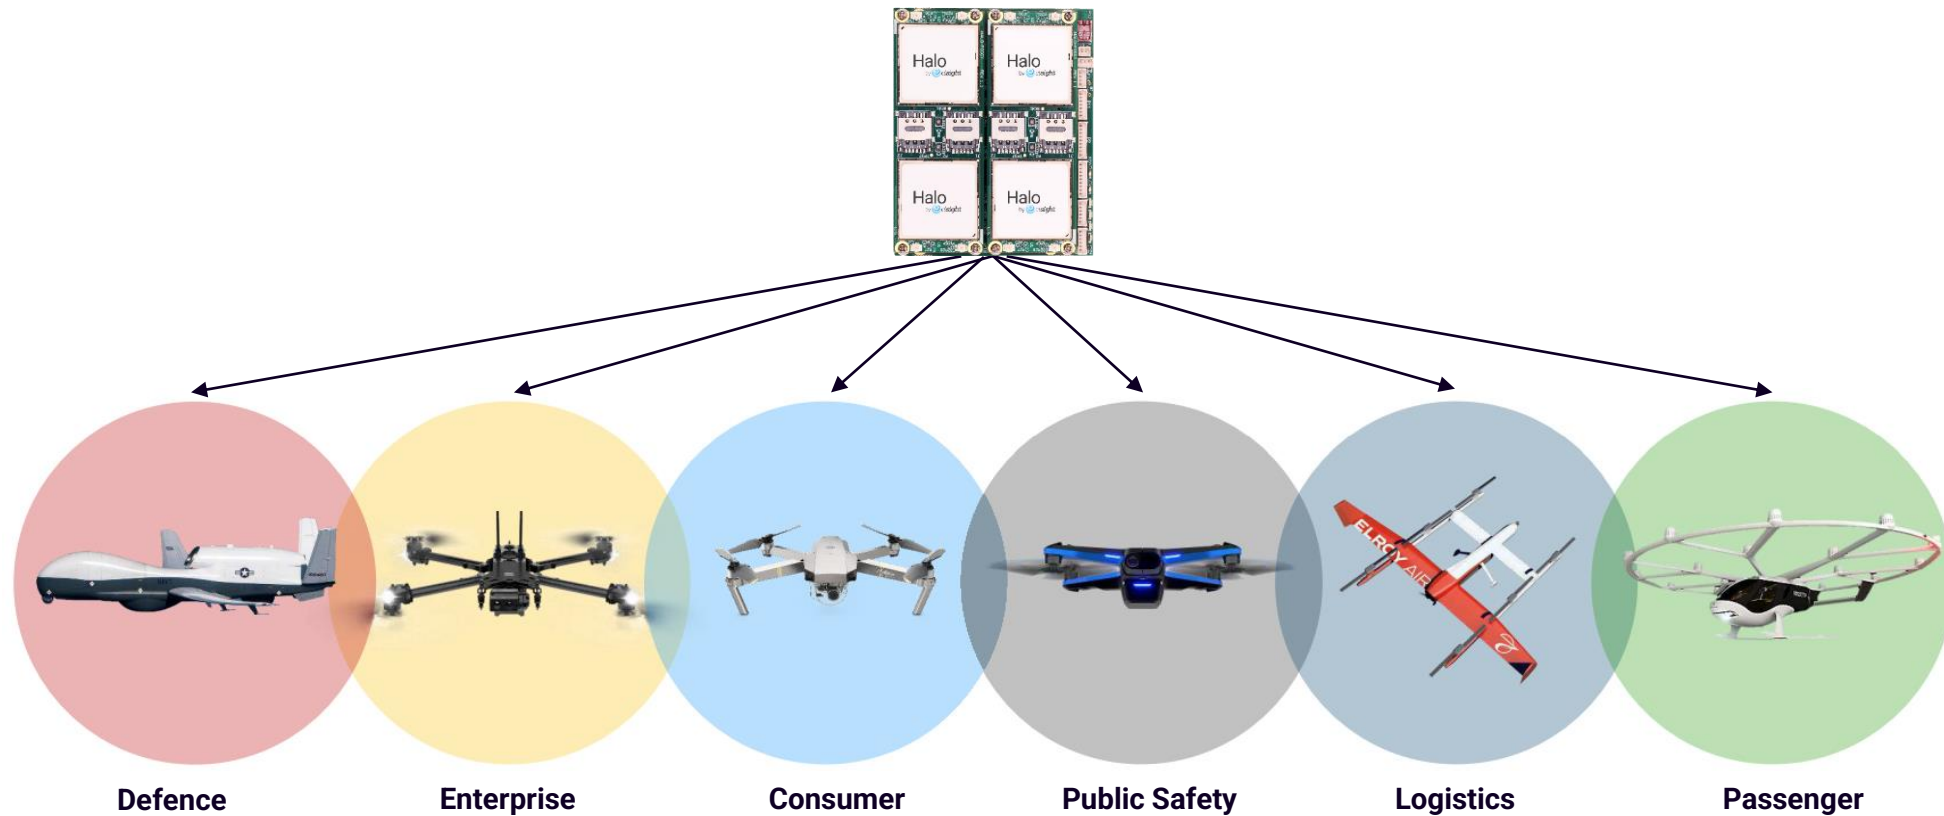 Halo
Halo
Halo
Halo
ELROY AIR
Defence
Enterprise
Consumer
Public Safety
Logistics
Passenger